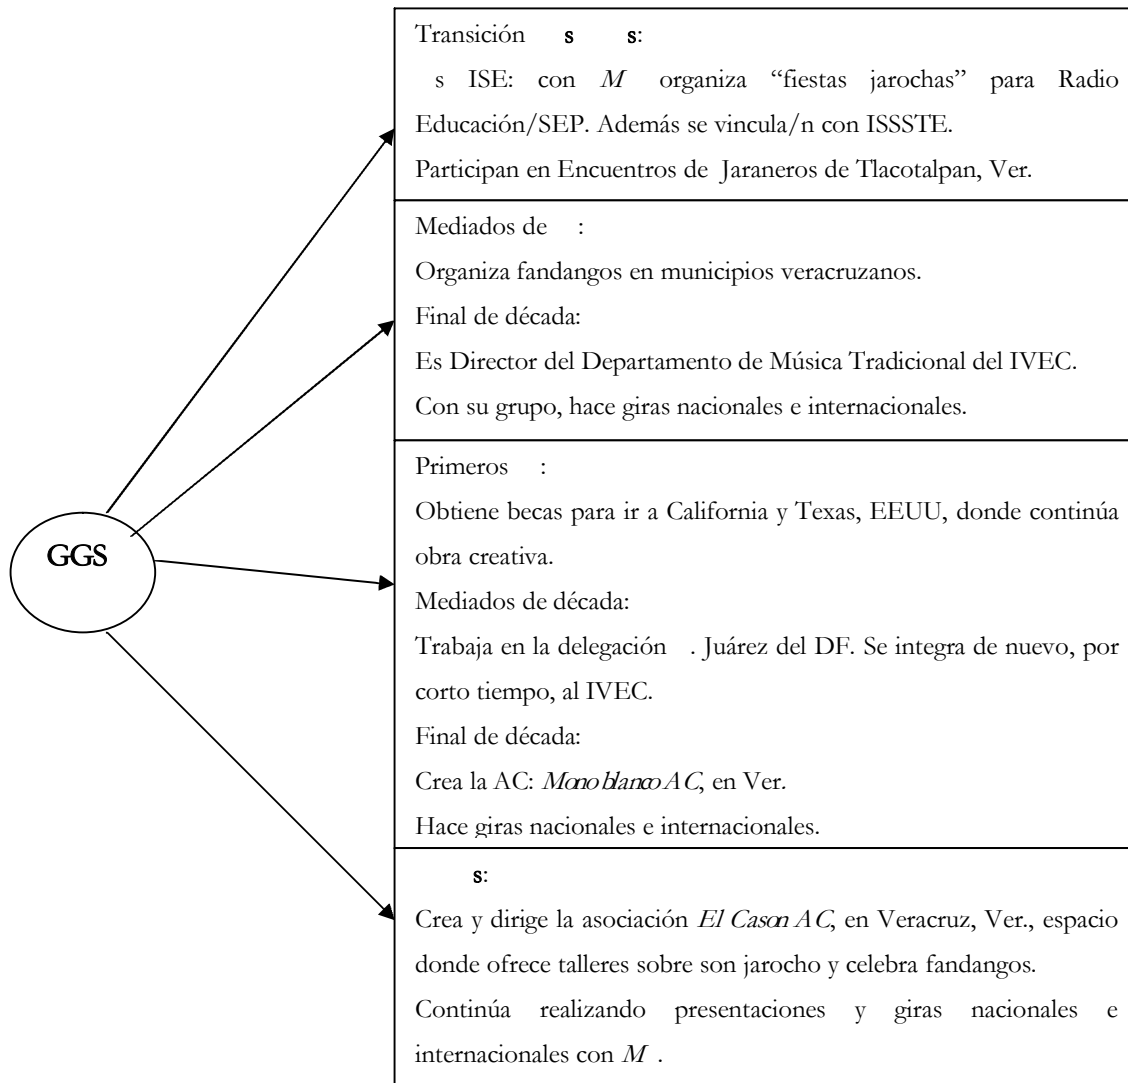 Transición s s:
s ISE: con M organiza “fiestas jarochas” para Radio
Educación/SEP. Además se vincula/n con ISSSTE.
Participan en Encuentros de Jaraneros de Tlacotalpan, Ver.
Mediados de :
Organiza fandangos en municipios veracruzanos.
Final de década:
Es Director del Departamento de Música Tradicional del IVEC.
Con su grupo, hace giras nacionales e internacionales.
Primeros :
Obtiene becas para ir a California y Texas, EEUU, donde continúa
obra creativa.
Mediados de década:
Trabaja en la delegación . Juárez del DF. Se integra de nuevo, por
corto tiempo, al IVEC.
Final de década:
Crea la AC: Mono blanco AC, en Ver.
Hace giras nacionales e internacionales.
GGS
s:
Crea y dirige la asociación El Cason AC, en Veracruz, Ver., espacio
donde ofrece talleres sobre son jarocho y celebra fandangos.
Continúa realizando presentaciones y giras nacionales e
internacionales con M .